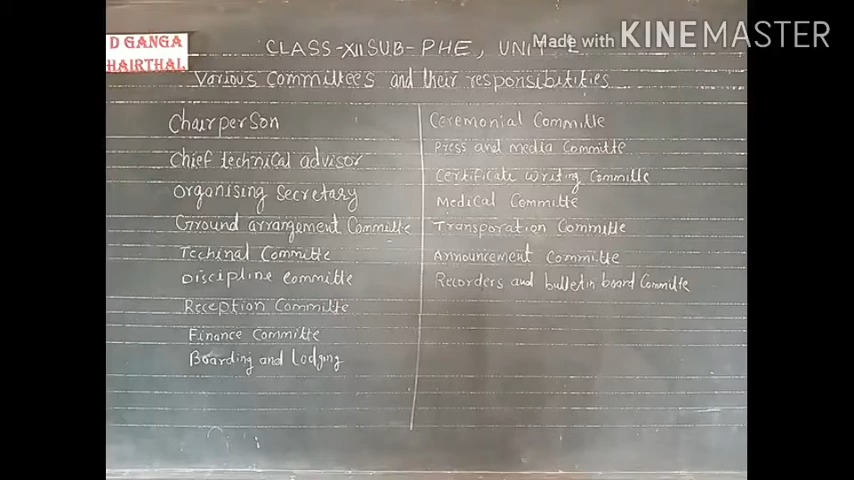 D GANGA
HAIRTHAL
Made with KINEMASTER
CLASS-XII SUB-PHE, UNIT
Various Committees and their responsibitities
Chairperson
Chief technical advisor
Organising Secretary
Ground arrangement Committe
Techinal Committe
Discipline Committe
Reception Committe
Finance Committe
Boarding and Lodging
Ceremonial Committe
Press and media Committe
Certificate writing Committe
Medical Committe
Transporation Committe
Announcement Committe
Recorders and bulletin board Committe